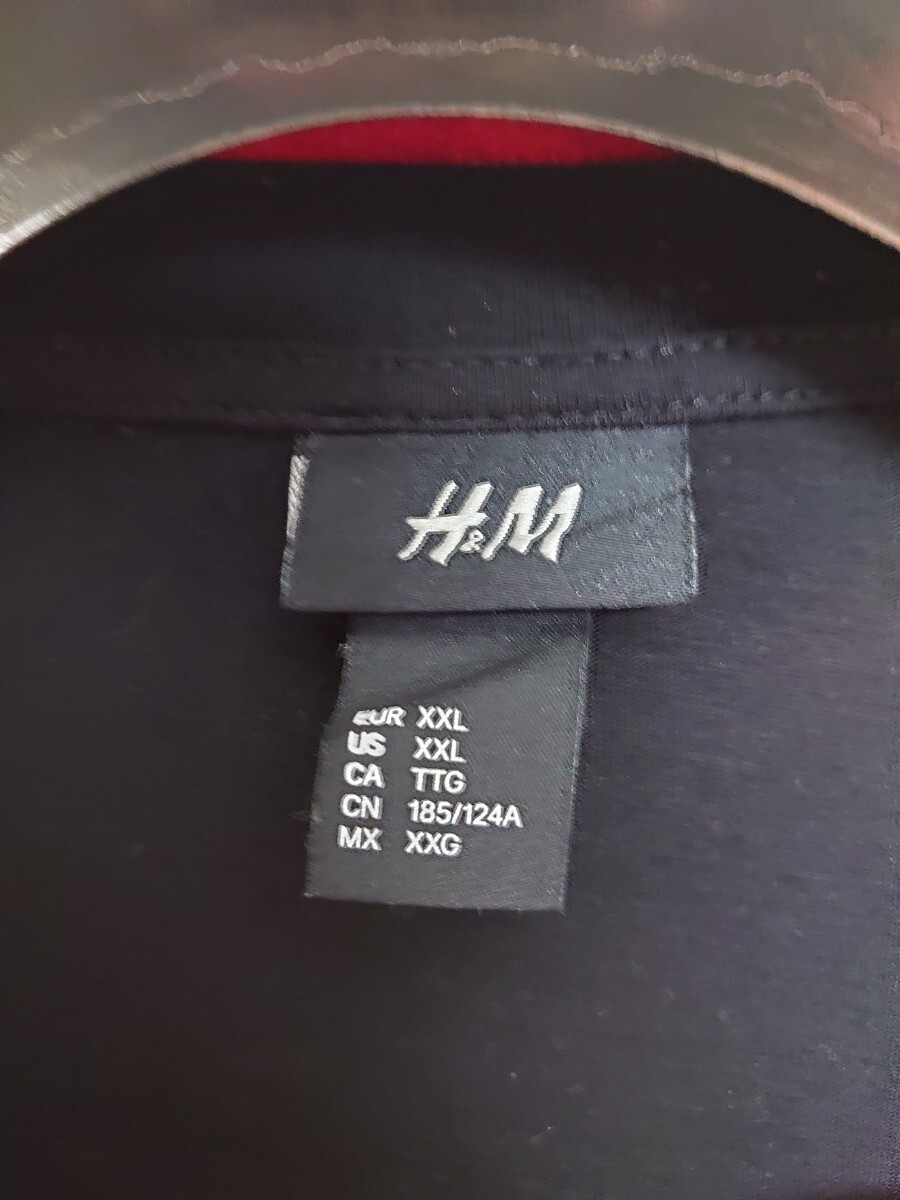 H&M
EUR XXL
US XXL
CA TTG
CN 185/124A
MX XXG